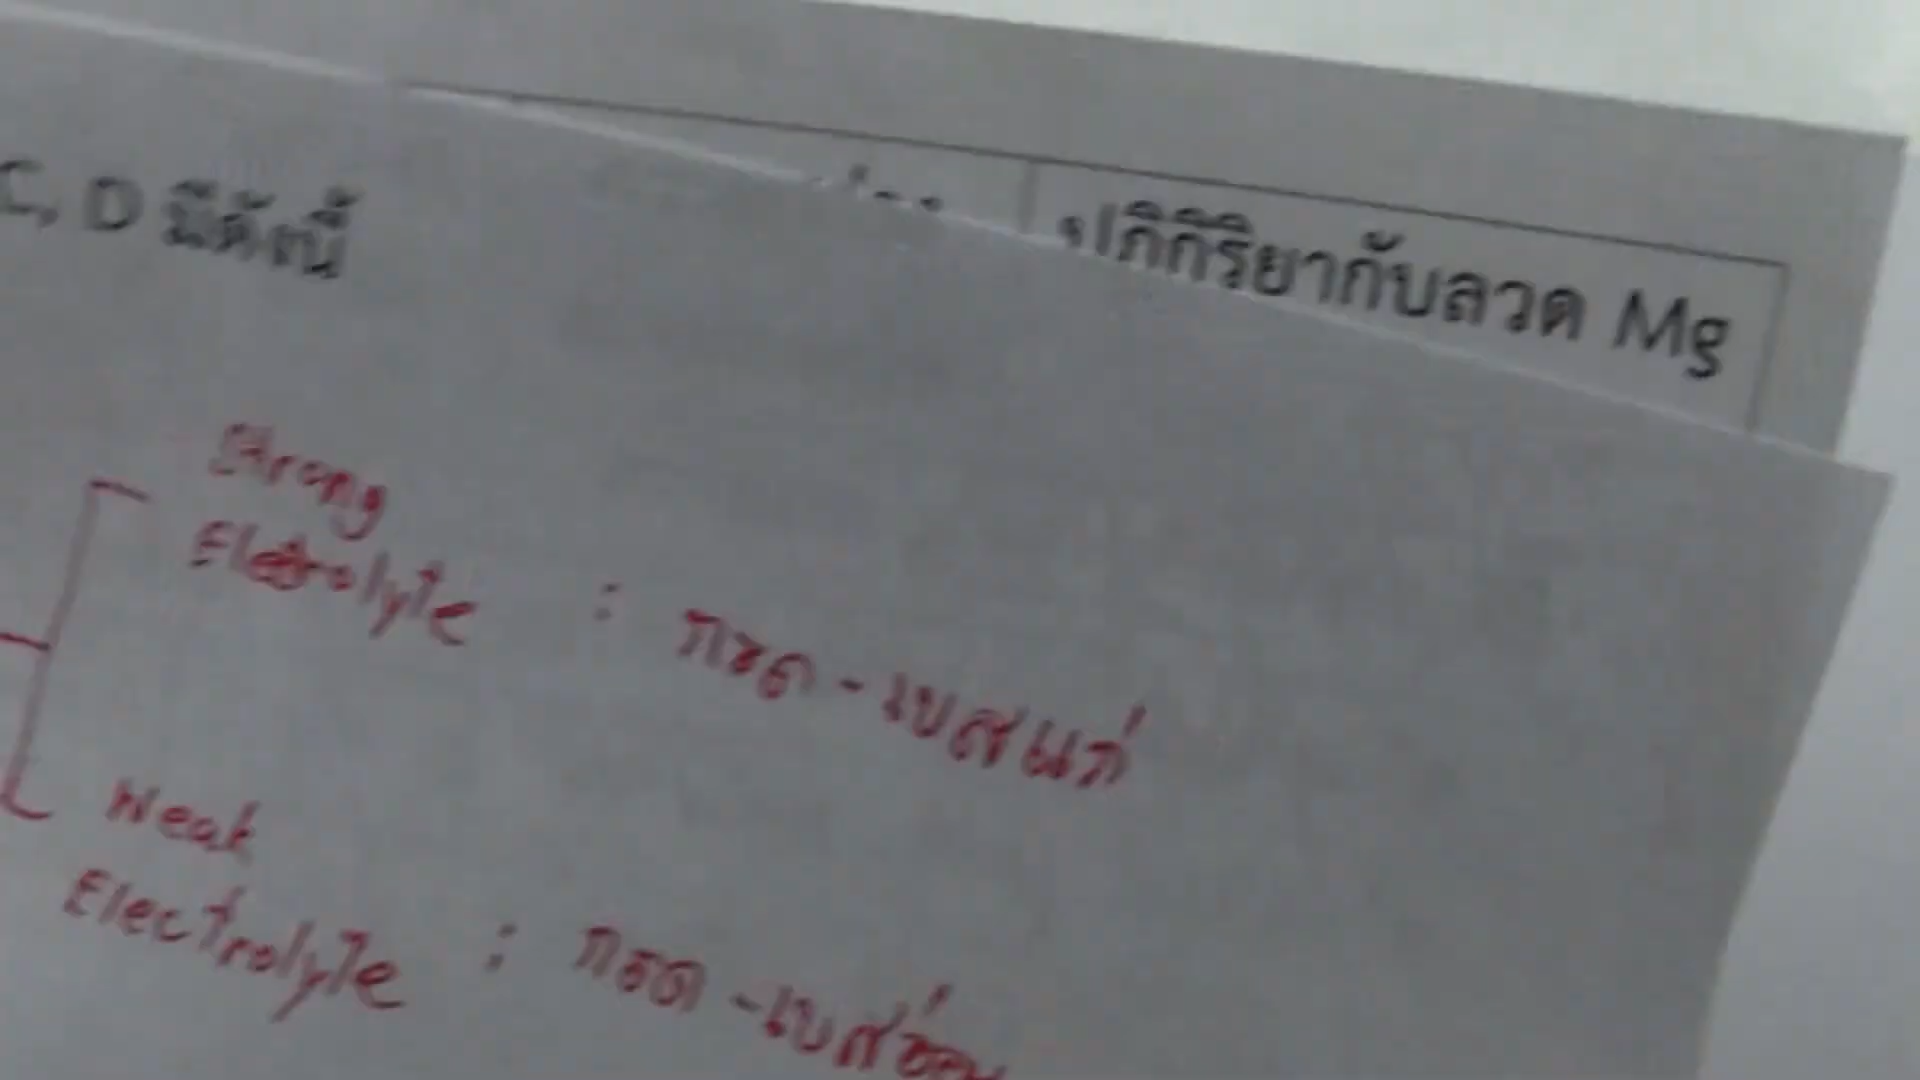 ปฏิกิริยากับลวด Mg
C, D มีดังนี้
Strong
Eletrolyte : กรด - เบสแก่
Weak
Electrolyte : กรด - เบสอ่อน